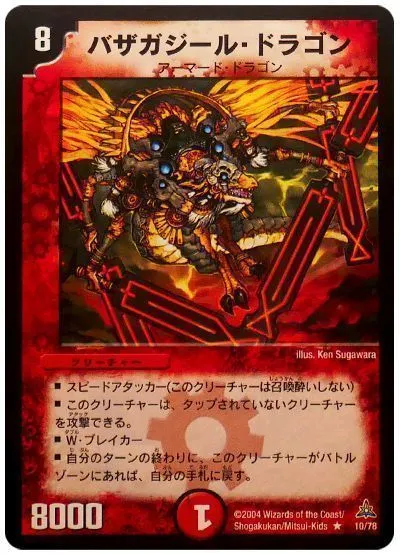 8
バザガジール・ドラゴン
アーマード・ドラゴン
illus. Ken Sugawara
クリーチャー
■ スピードアタッカー(このクリーチャーは召喚酔いしない)
■ このクリーチャーは、タップされていないクリーチャー
を攻撃できる。
■ W・ブレイカー
■ 自分のターンの終わりに、このクリーチャーがバトル
ゾーンにあれば、自分の手札に戻す。
8000
1
©2004 Wizards of the Coast/
Shogakukan/Mitsui-Kids ★ 10/78